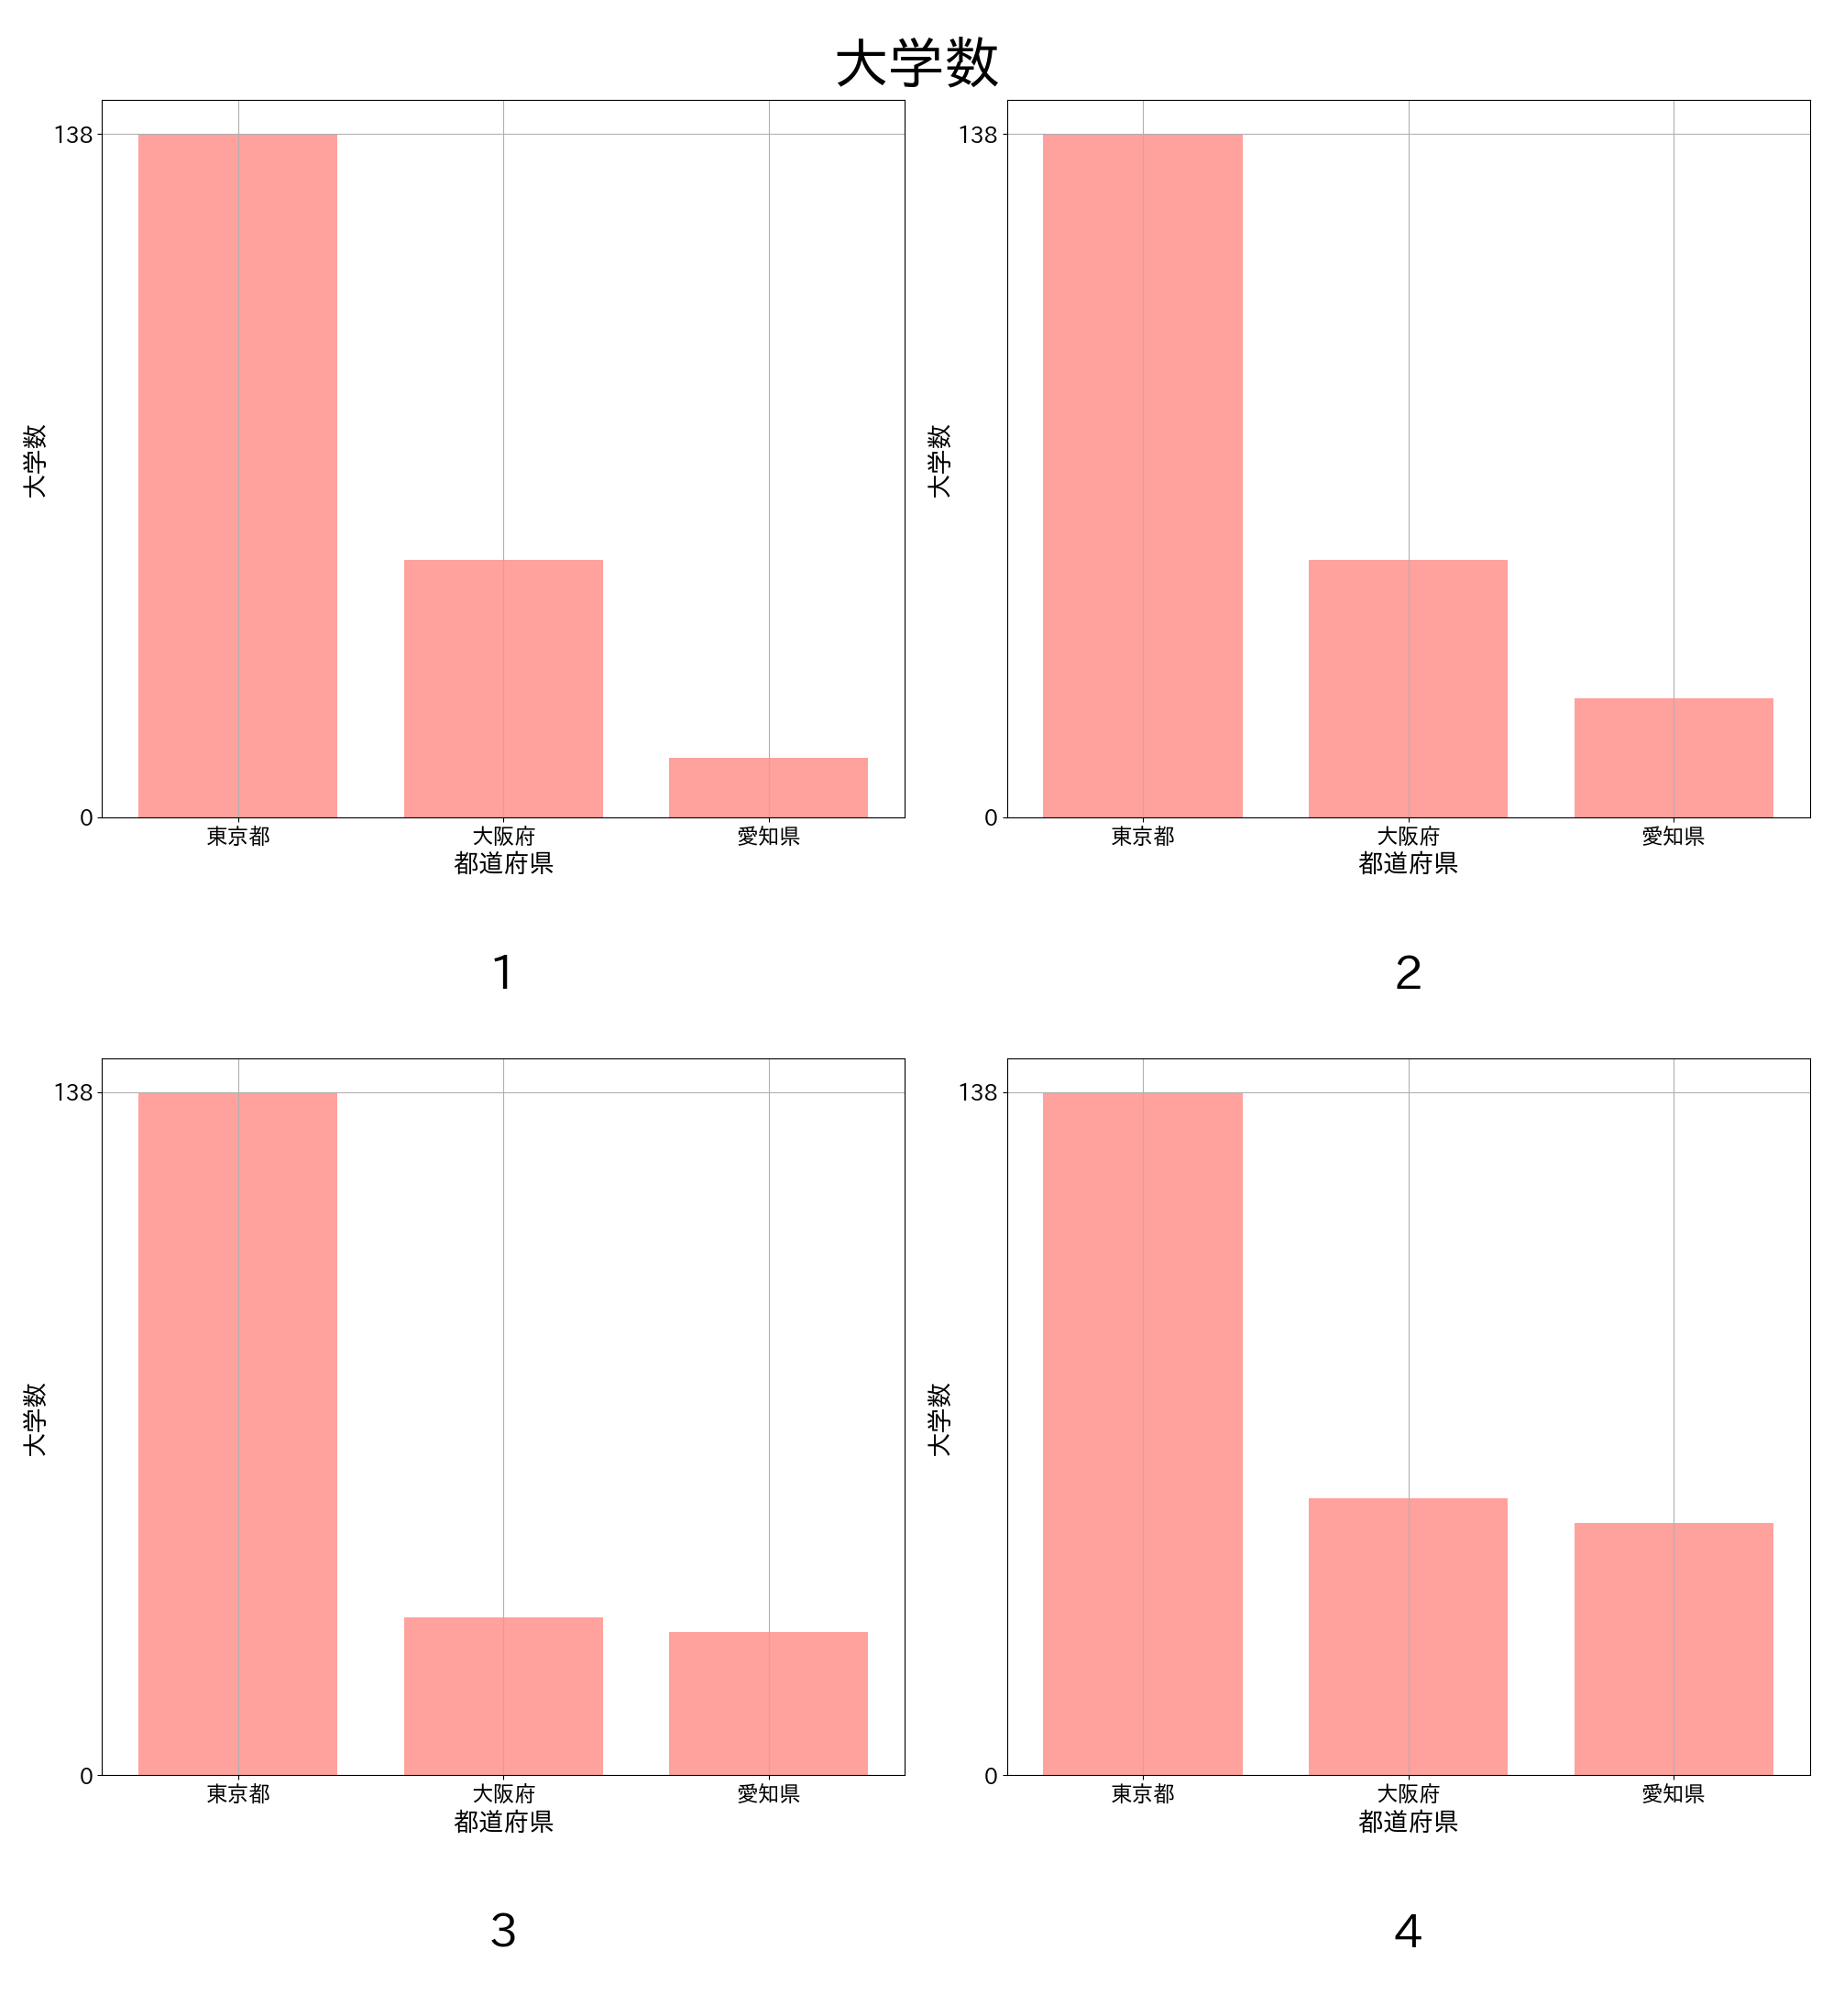 大学数
138
0
大学数
東京都 大阪府 愛知県
都道府県
1
138
0
大学数
東京都 大阪府 愛知県
都道府県
2
138
0
大学数
東京都 大阪府 愛知県
都道府県
3
138
0
大学数
東京都 大阪府 愛知県
都道府県
4